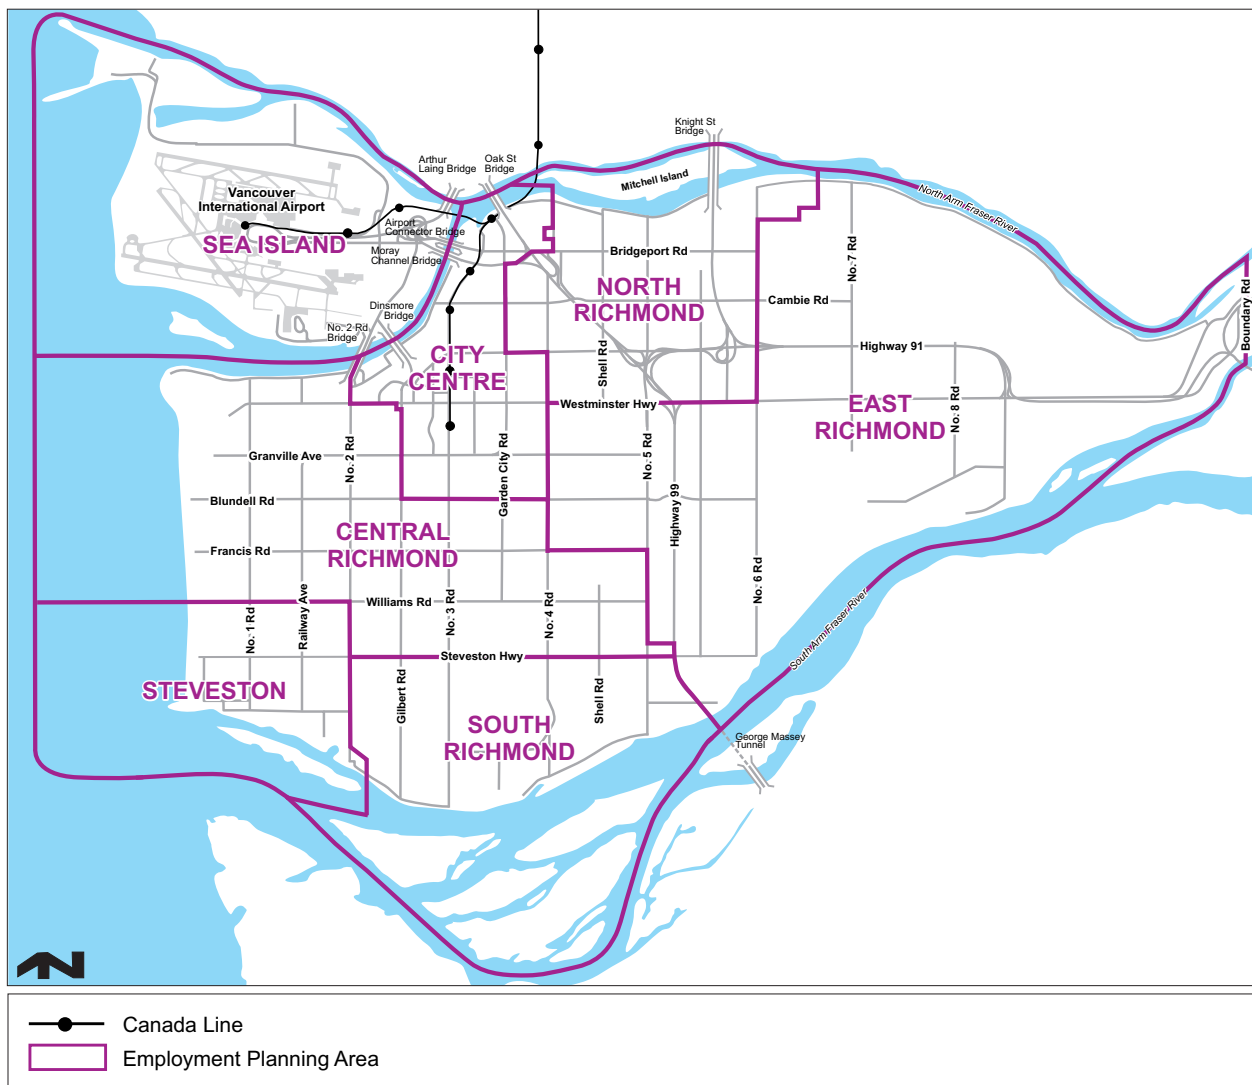 Knight St
Bridge
Arthur
Laing Bridge
Oak St
Bridge
Mitchell Island
North Arm Fraser River
Vancouver
International Airport
SEA ISLAND
Airport
Connector Bridge
Moray
Channel Bridge
Bridgeport Rd
No. 7 Rd
NORTH
RICHMOND
Cambie Rd
Boundary Rd
Dinsmore
Bridge
No. 2 Rd.
Bridge
CITY
CENTRE
Shell Rd
Highway 91
Westminster Hwy
EAST
RICHMOND
No. 8 Rd
Granville Ave
No. 2 Rd
Garden City Rd
No. 5 Rd
Blundell Rd
Highway 99
CENTRAL
RICHMOND
Francis Rd
No. 6 Rd
Williams Rd
No. 1 Rd
Railway Ave
No. 3 Rd
No. 4 Rd
South Arm Fraser River
Steveston Hwy
STEVESTON
Gilbert Rd
Shell Rd
SOUTH
RICHMOND
George Massey
Tunnel
N
Canada Line
Employment Planning Area